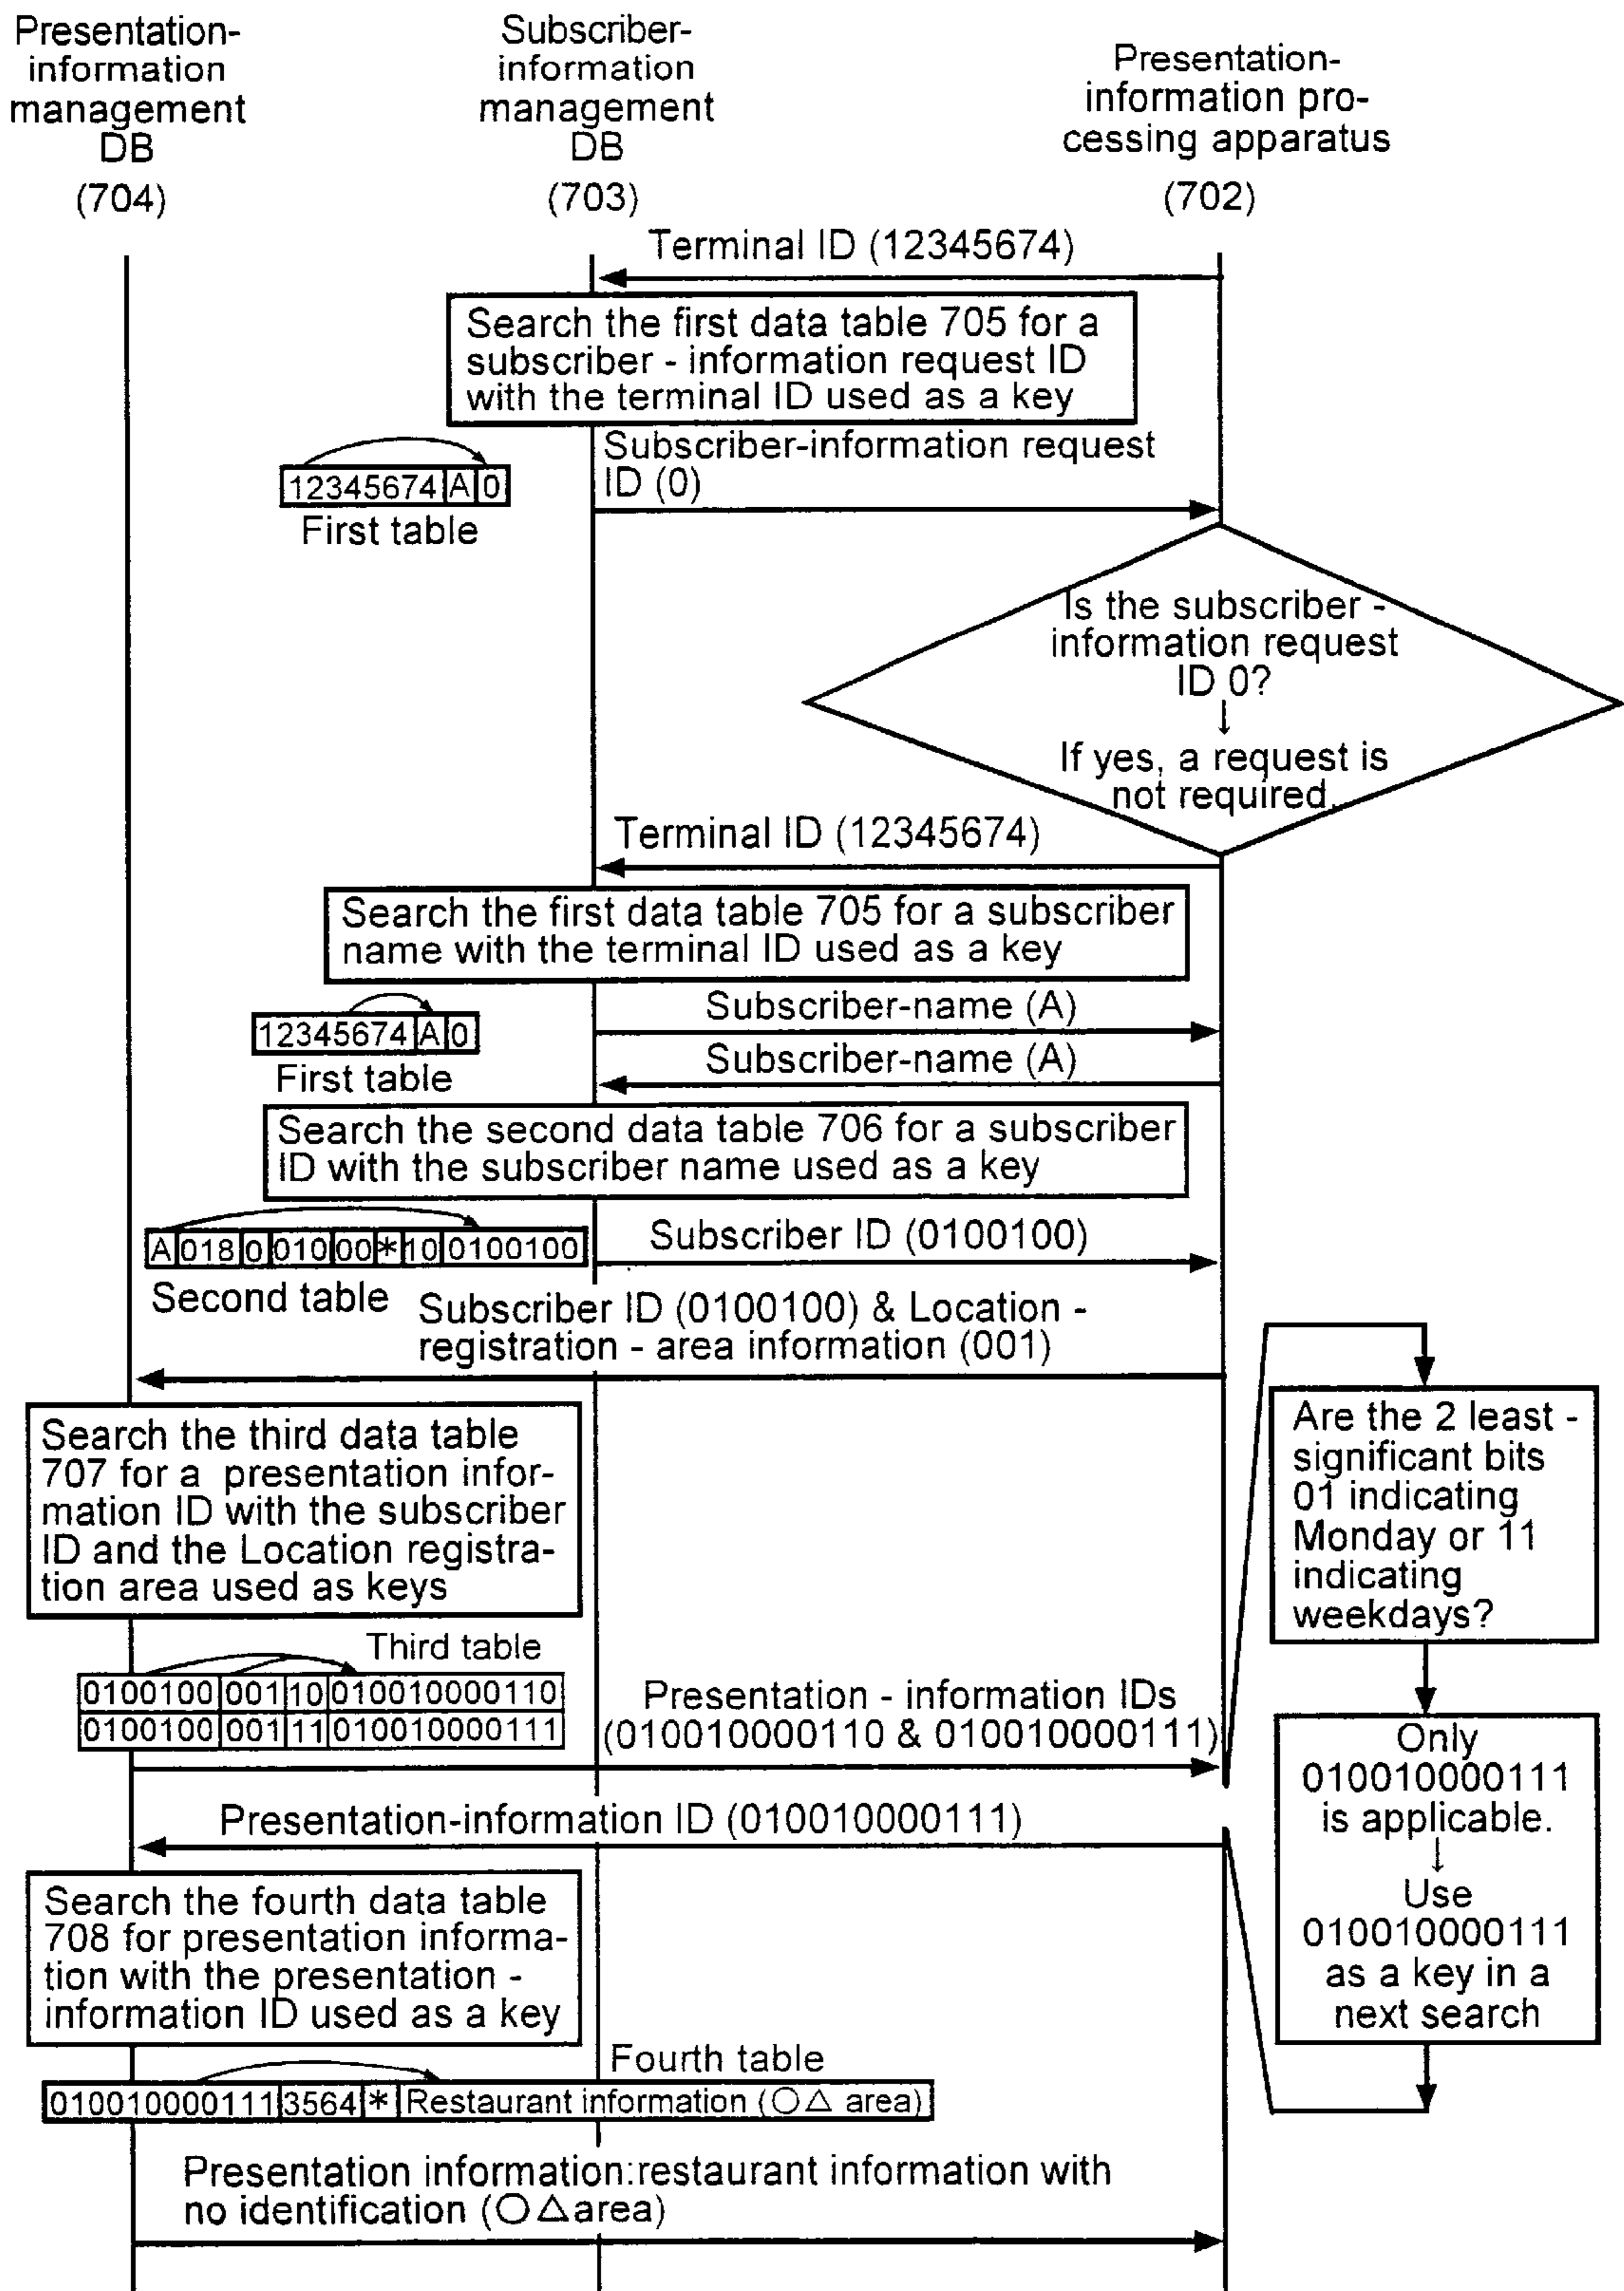 Presentation-
information
management
DB
(704)
Subscriber-
information
management
DB
(703)
Presentation-
information pro-
cessing apparatus
(702)
Terminal ID (12345674)
Search the first data table 705 for a
subscriber - information request ID
with the terminal ID used as a key
Subscriber-information request
ID (0)
12345674 A 0
First table
Is the subscriber -
information request
ID 0?
↓
If yes, a request is
not required.
Terminal ID (12345674)
Search the first data table 705 for a subscriber
name with the terminal ID used as a key
Subscriber-name (A)
12345674 A 0
First table
Subscriber-name (A)
Search the second data table 706 for a subscriber
ID with the subscriber name used as a key
A 018 0 010 00 * 10 0100100
Second table
Subscriber ID (0100100)
Subscriber ID (0100100) & Location -
registration - area information (001)
Search the third data table
707 for a presentation infor-
mation ID with the subscriber
ID and the Location registra-
tion area used as keys
Third table
0100100 001 10 010010000110
0100100 001 11 010010000111
Presentation - information IDs
(010010000110 & 010010000111)
Are the 2 least -
significant bits
01 indicating
Monday or 11
indicating
weekdays?
Only
010010000111
is applicable.
↓
Use
010010000111
as a key in a
next search
Presentation-information ID (010010000111)
Search the fourth data table
708 for presentation informa-
tion with the presentation -
information ID used as a key
Fourth table
010010000111 3564 * Restaurant information (○△ area)
Presentation information:restaurant information with
no identification (○△area)